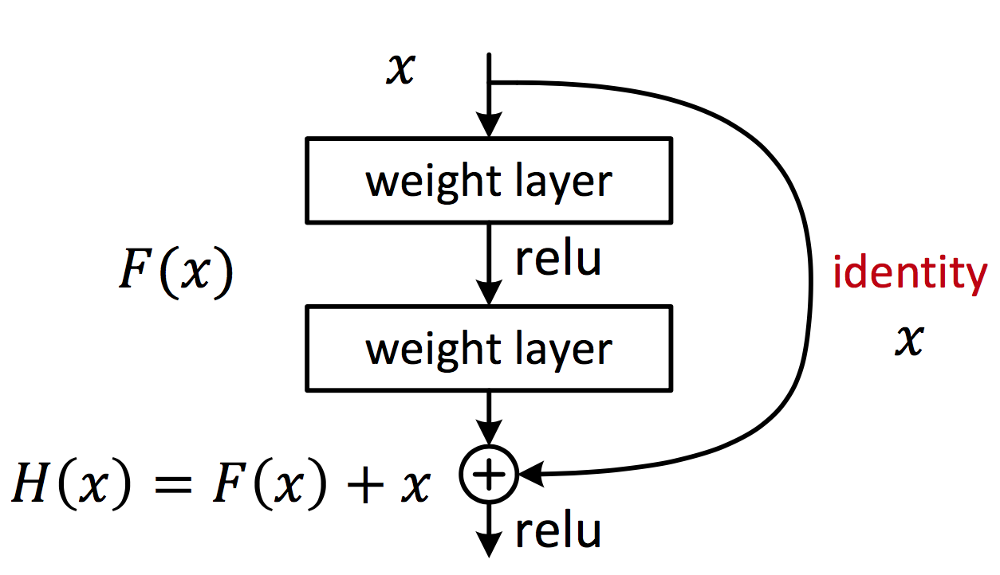 x
weight layer
relu
F(x)
identity
x
weight layer
H(x) = F(x) + x
relu